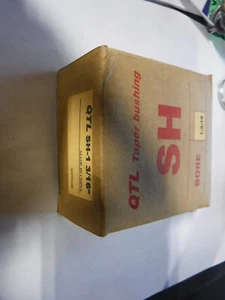 QTL Taper bushing
SH
BORE
QTL SH-1 3/16"